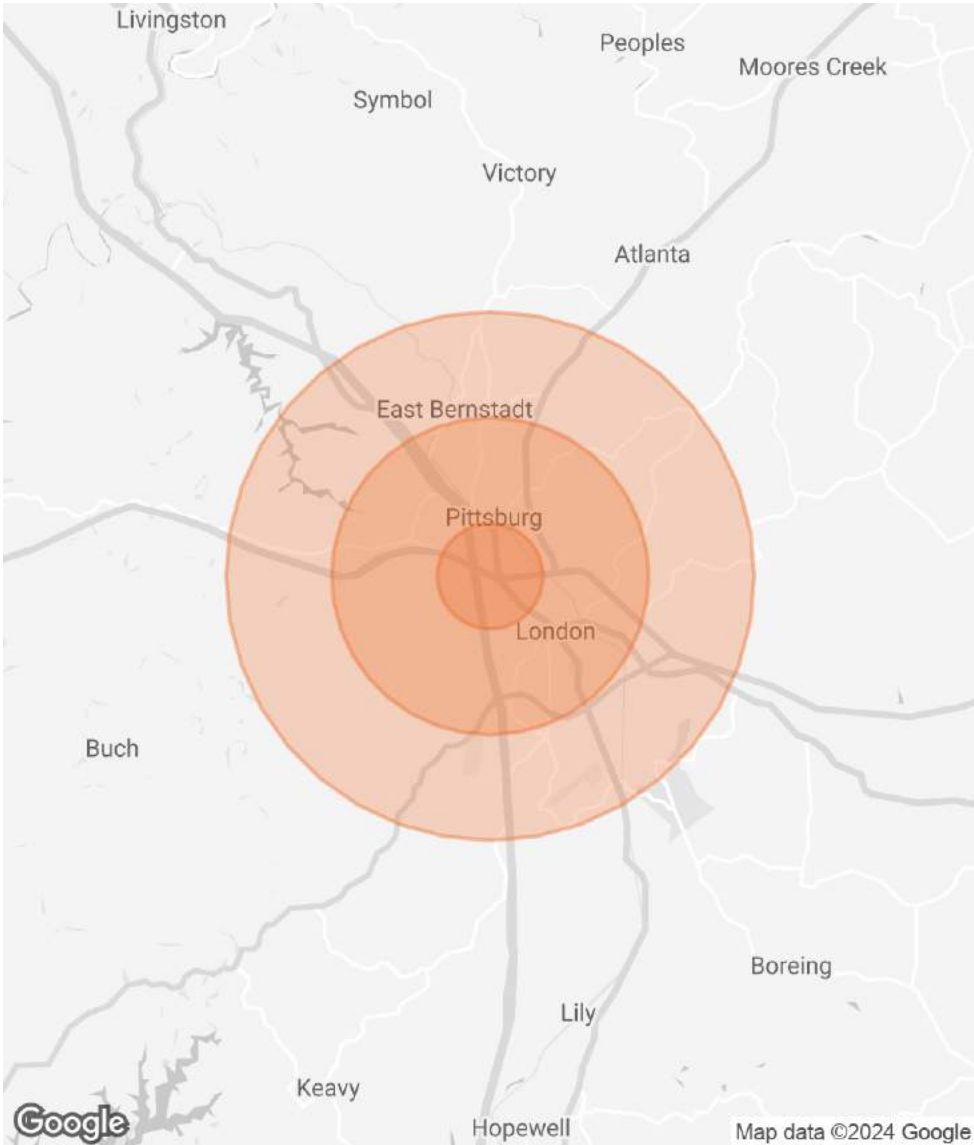 Livingston
Peoples
Moores Creek
Symbol
Victory
Atlanta
East Bernstadt
Pittsburg
London
Buch
Boreing
Lily
Keavy
Google
Hopewell
Map data ©2024 Google